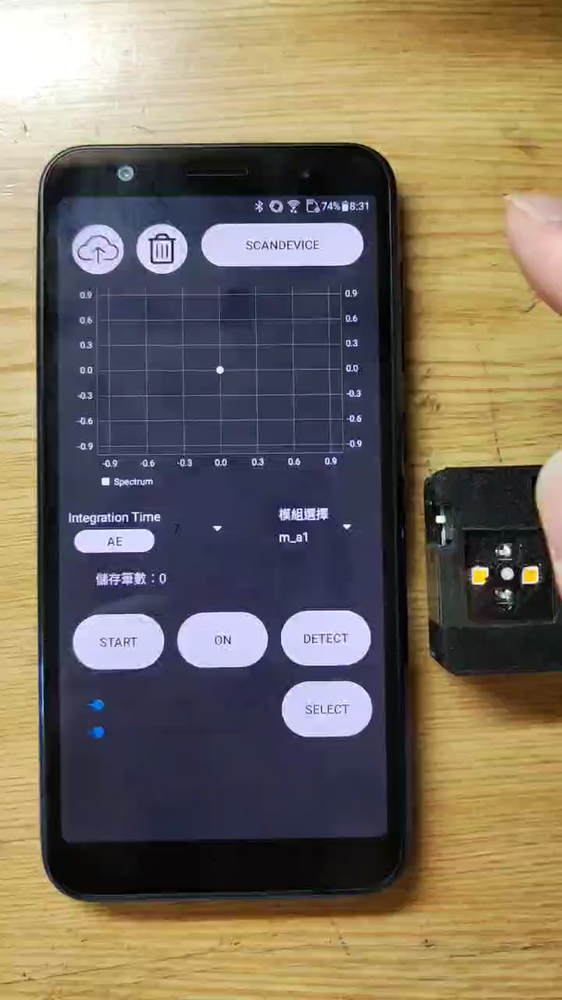 74% 8:31
SCANDEVICE
0.9 0.9
0.6 0.6
0.3 0.3
0.0 0.0
-0.3 -0.3
-0.6 -0.6
-0.9 -0.9
-0.9 -0.6 -0.3 0.0 0.3 0.6 0.9
Spectrum
Integration Time 7 模組選擇
AE m_a1
儲存筆數：0
START ON DETECT
SELECT